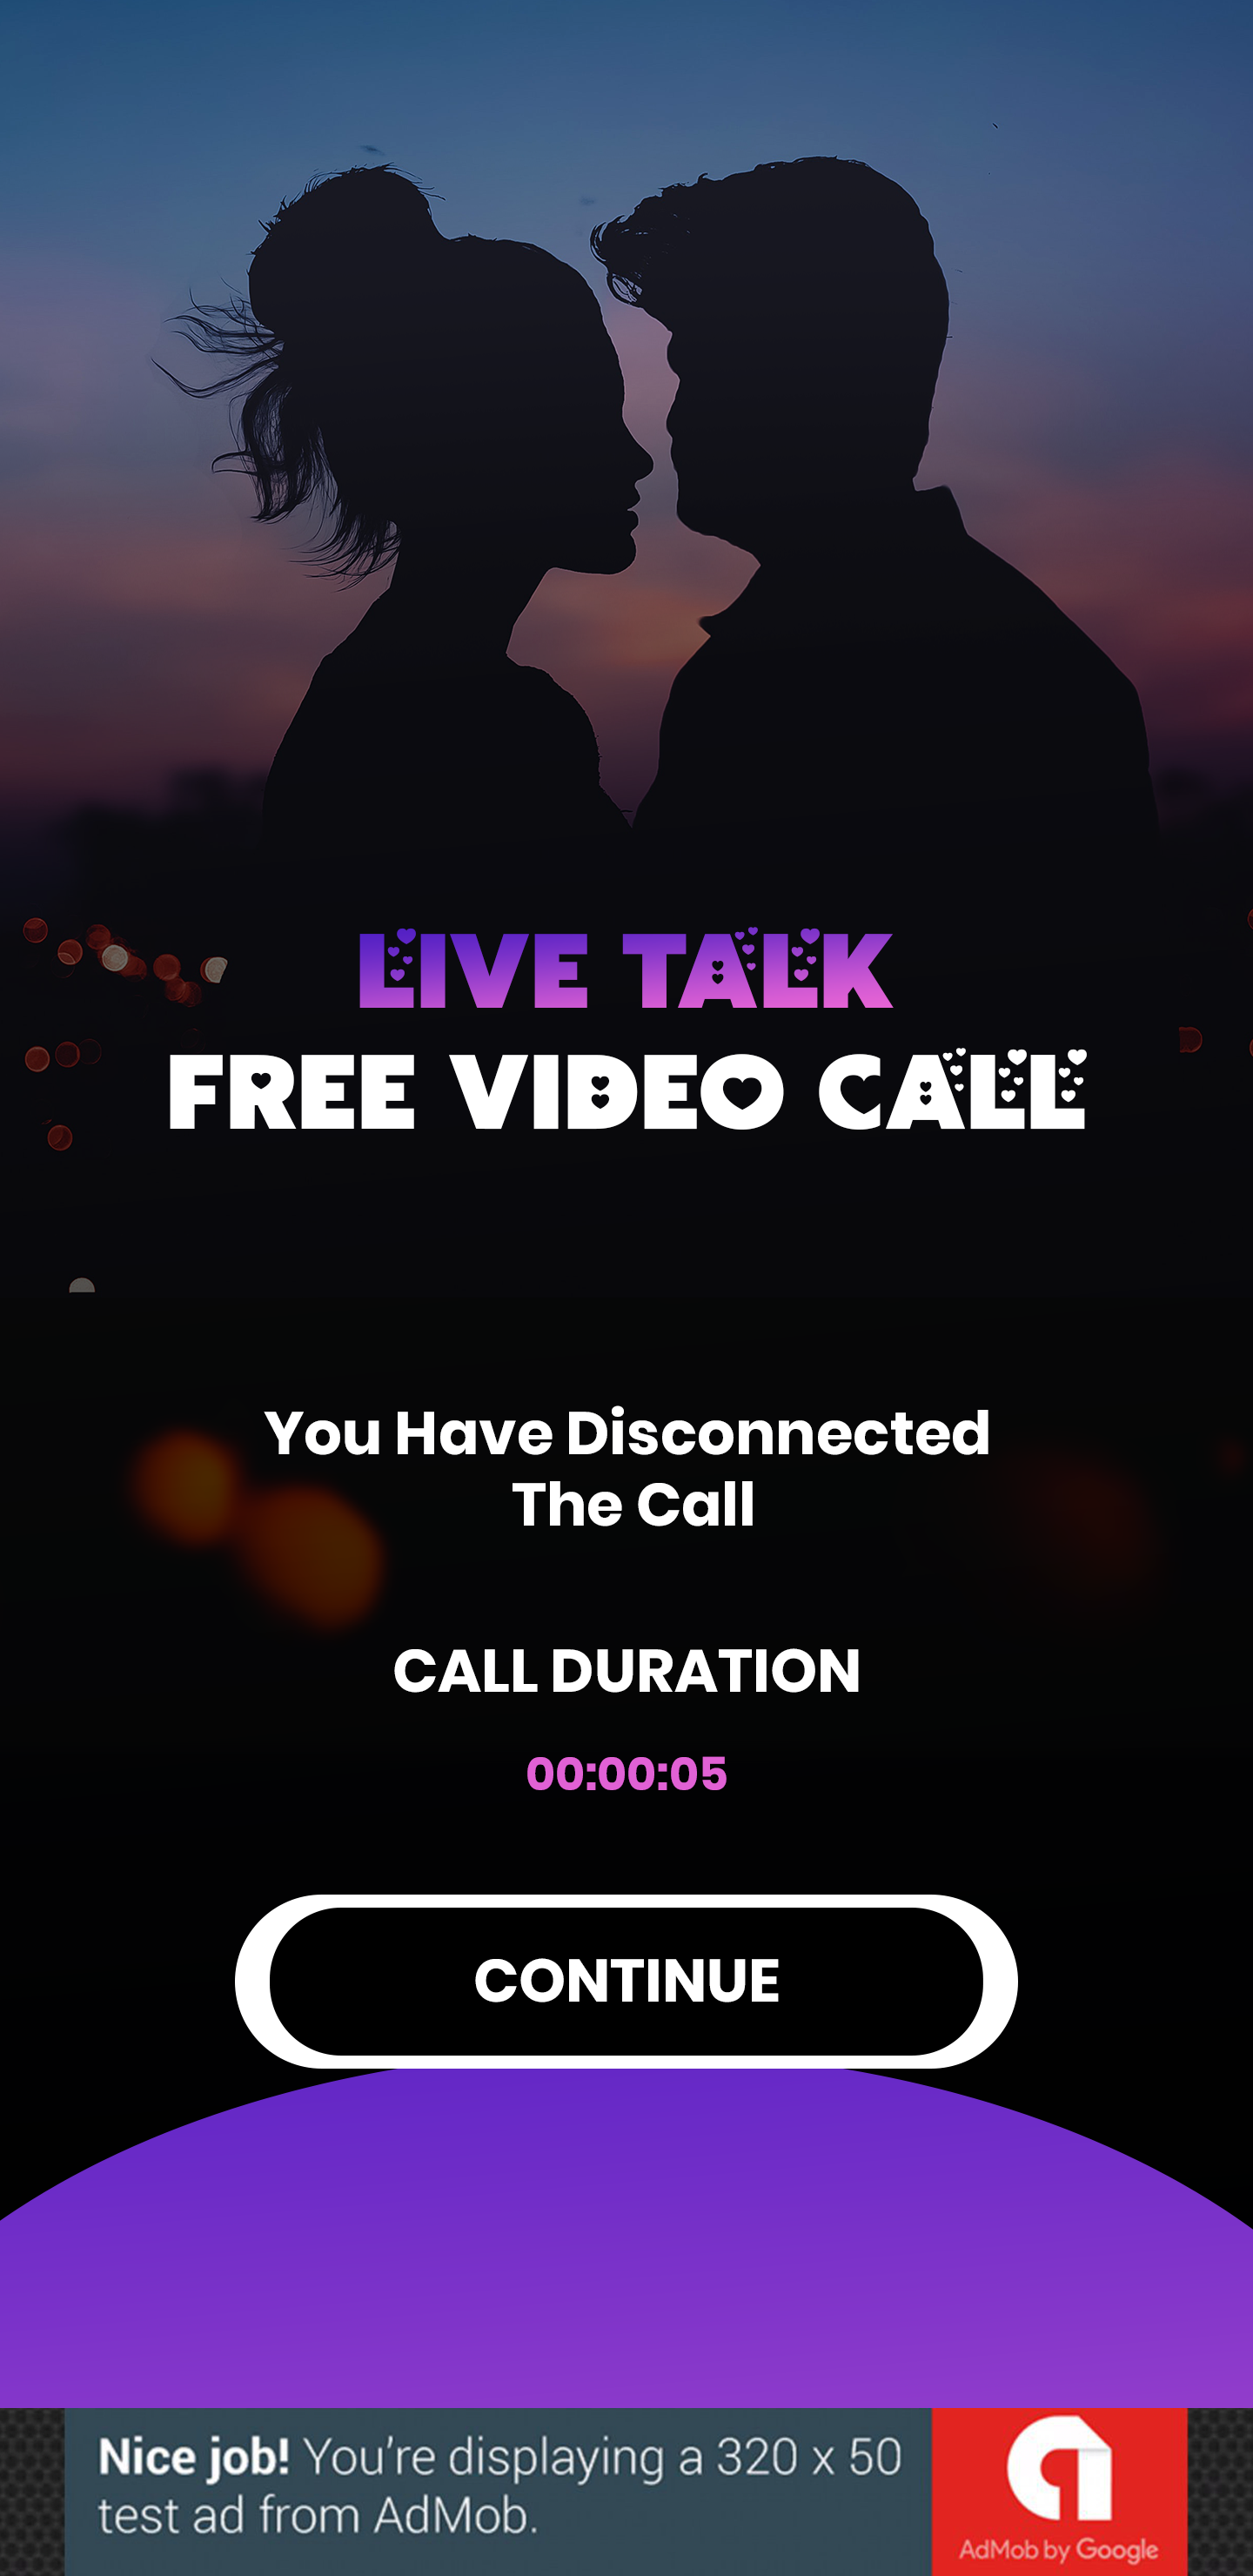 LIVE TALK
FREE VIDEO CALL
You Have Disconnected
The Call
CALL DURATION
00:00:05
CONTINUE
Nice job! You're displaying a 320 x 50
test ad from AdMob.
AdMob by Google